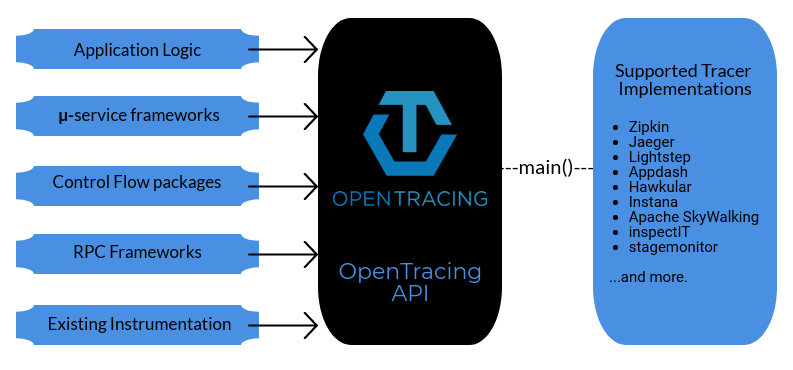 Application Logic
µ-service frameworks
Control Flow packages
RPC Frameworks
Existing Instrumentation
OPENTRACING
OpenTracing
API
---main()---
Supported Tracer
Implementations
• Zipkin
• Jaeger
• Lightstep
• Appdash
• Hawkular
• Instana
• Apache SkyWalking
• inspectIT
• stagemonitor
...and more.